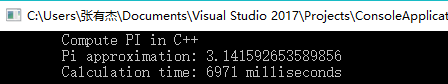 C:\Users\张有杰\Documents\Visual Studio 2017\Projects\ConsoleApplicat
Compute PI in C++
Pi approximation: 3.141592653589856
Calculation time: 6971 milliseconds